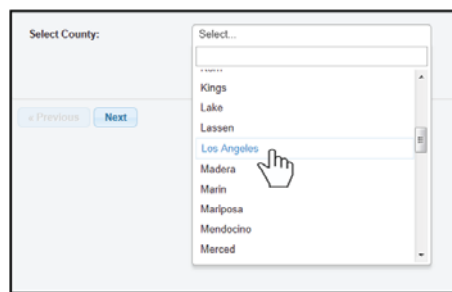 Select County:
Select...
Kings
Lake
Lassen
Los Angeles
Madera
Marin
Mariposa
Mendocino
Merced
« Previous
Next